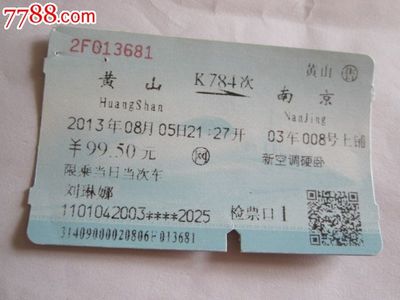 7788.com
2F013681
黄山 售
黄山 K784次 南京
HuangShan NanJing
2013年08月05日21:27开 03车008号上铺
￥99.50元 网 新空调硬卧
限乘当日当次车
刘琳娜
1101042003****2025 检票口1
31409000020806F013681